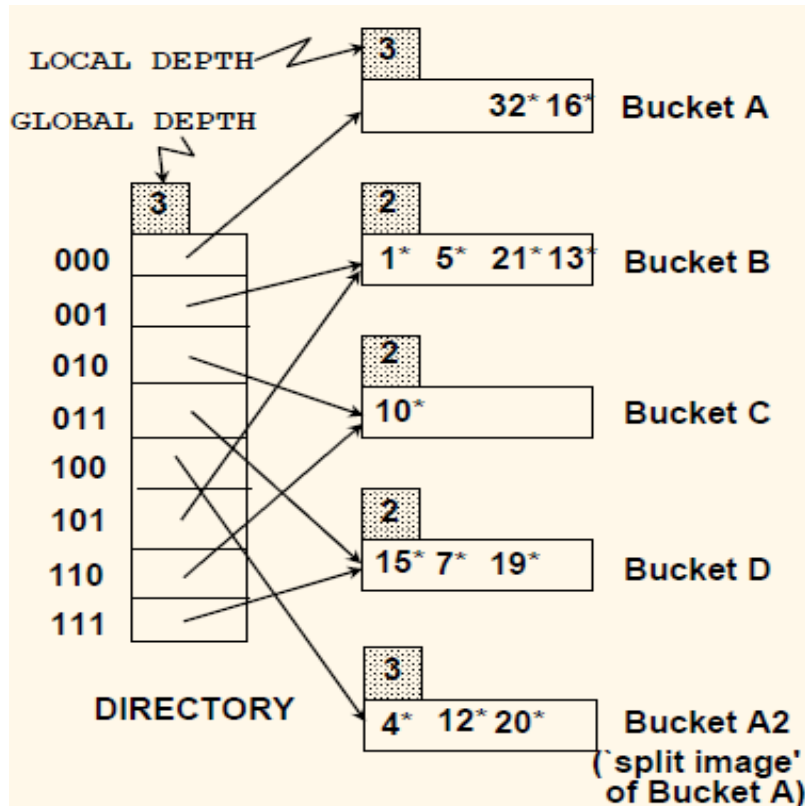 LOCAL DEPTH
3
32* 16*
Bucket A
GLOBAL DEPTH
3
2
1* 5* 21* 13*
Bucket B
000
001
010
011
100
101
110
111
2
10*
Bucket C
2
15* 7* 19*
Bucket D
3
4* 12* 20*
Bucket A2
(`split image'
of Bucket A)
DIRECTORY